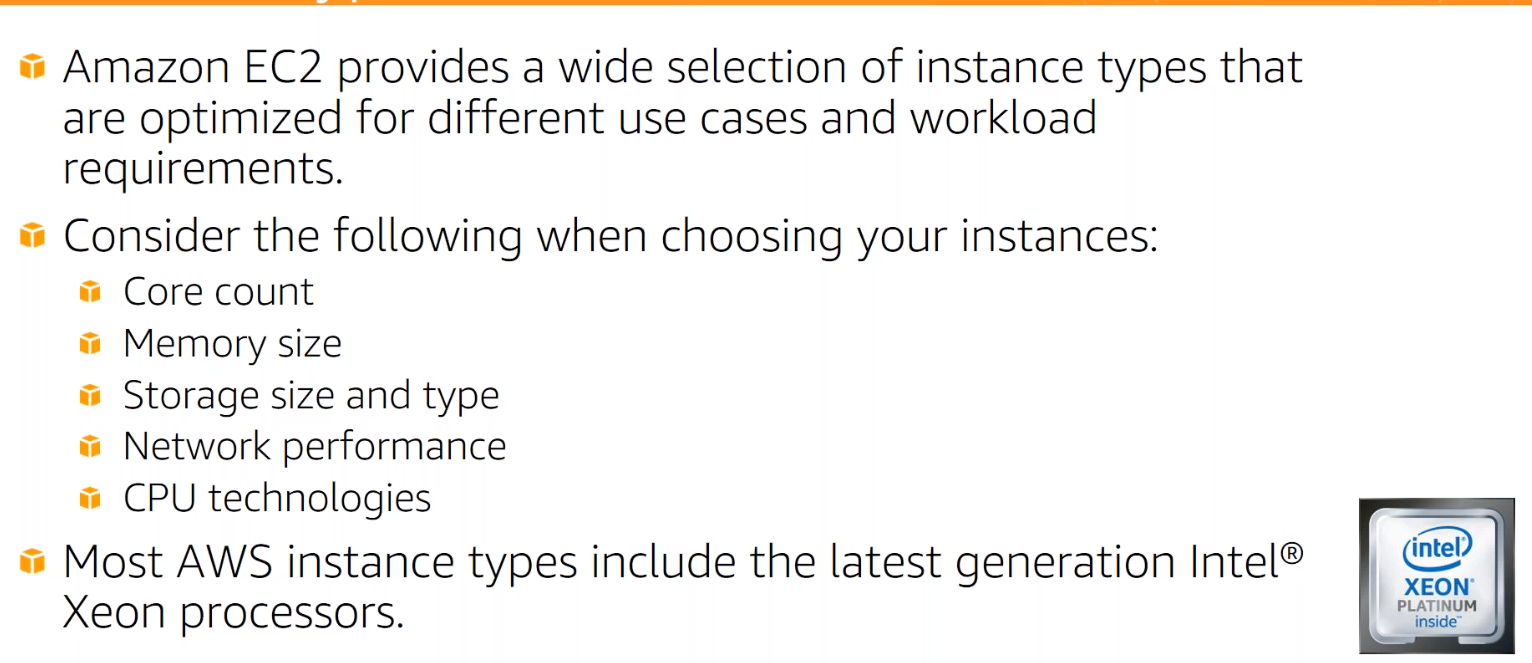 Amazon EC2 provides a wide selection of instance types that
are optimized for different use cases and workload
requirements.
Consider the following when choosing your instances:
Core count
Memory size
Storage size and type
Network performance
CPU technologies
Most AWS instance types include the latest generation Intel®
Xeon processors.
intel®
XEON®
PLATINUM
inside™